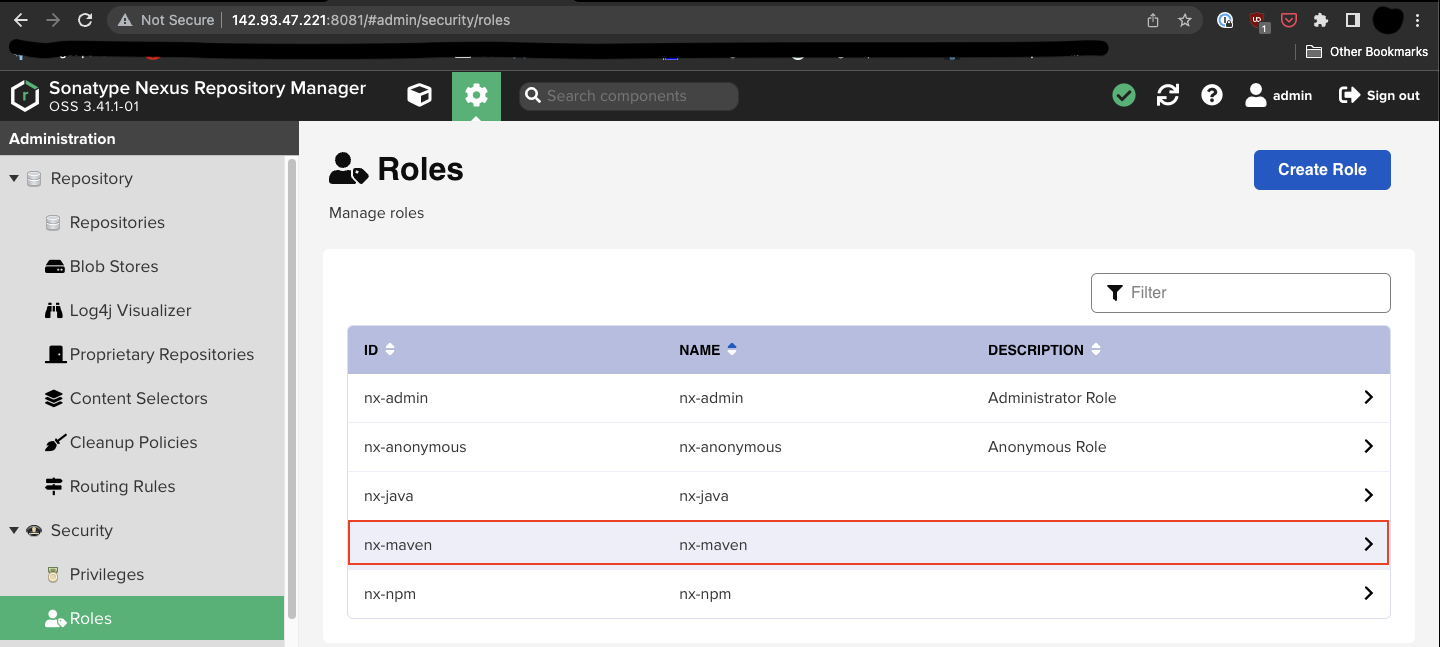 Not Secure 142.93.47.221:8081/#admin/security/roles
1
Other Bookmarks
Sonatype Nexus Repository Manager
OSS 3.41.1-01
Search components
admin
Sign out
Administration
Repository
Repositories
Blob Stores
Log4j Visualizer
Proprietary Repositories
Content Selectors
Cleanup Policies
Routing Rules
Security
Privileges
Roles
Roles
Create Role
Manage roles
Filter
ID NAME DESCRIPTION
nx-admin nx-admin Administrator Role
nx-anonymous nx-anonymous Anonymous Role
nx-java nx-java
nx-maven nx-maven
nx-npm nx-npm